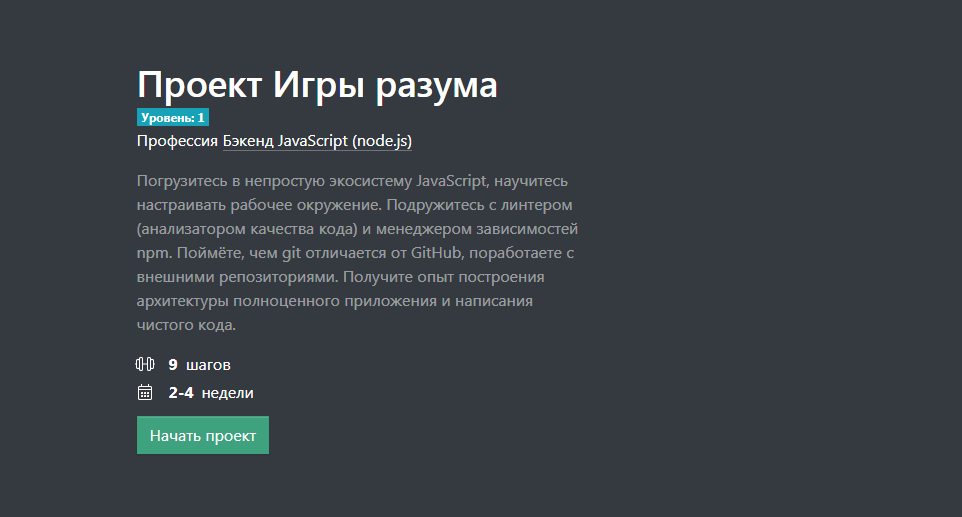 Проект Игры разума
Уровень: 1
Профессия Бэкенд JavaScript (node.js)
Погрузитесь в непростую экосистему JavaScript, научитесь
настраивать рабочее окружение. Подружитесь с линтером
(анализатором качества кода) и менеджером зависимостей
npm. Поймёте, чем git отличается от GitHub, поработаете с
внешними репозиториями. Получите опыт построения
архитектуры полноценного приложения и написания
чистого кода.
9 шагов
2-4 недели
Начать проект